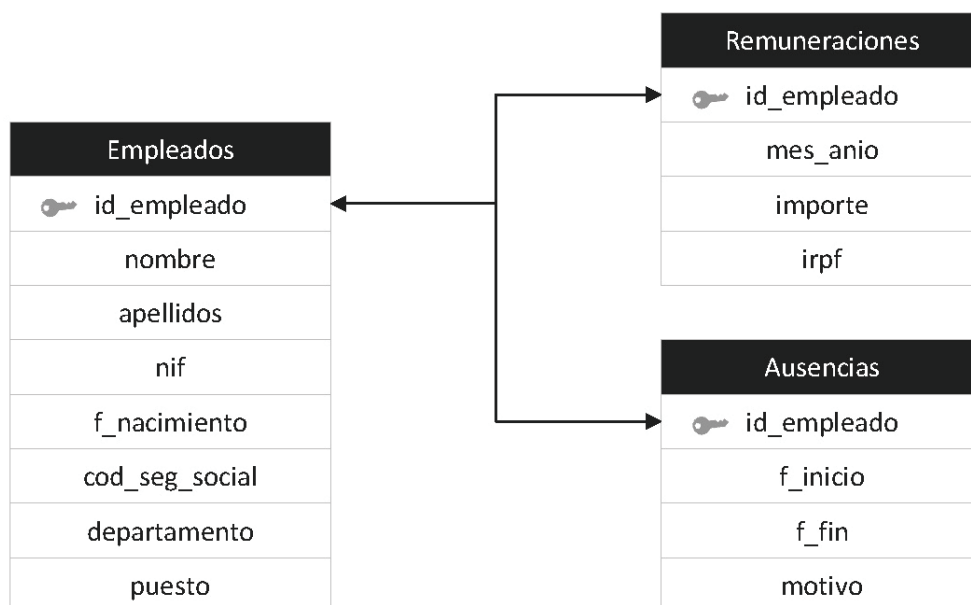 Empleados
id_empleado
nombre
apellidos
nif
f_nacimiento
cod_seg_social
departamento
puesto
Remuneraciones
id_empleado
mes_anio
importe
irpf
Ausencias
id_empleado
f_inicio
f_fin
motivo